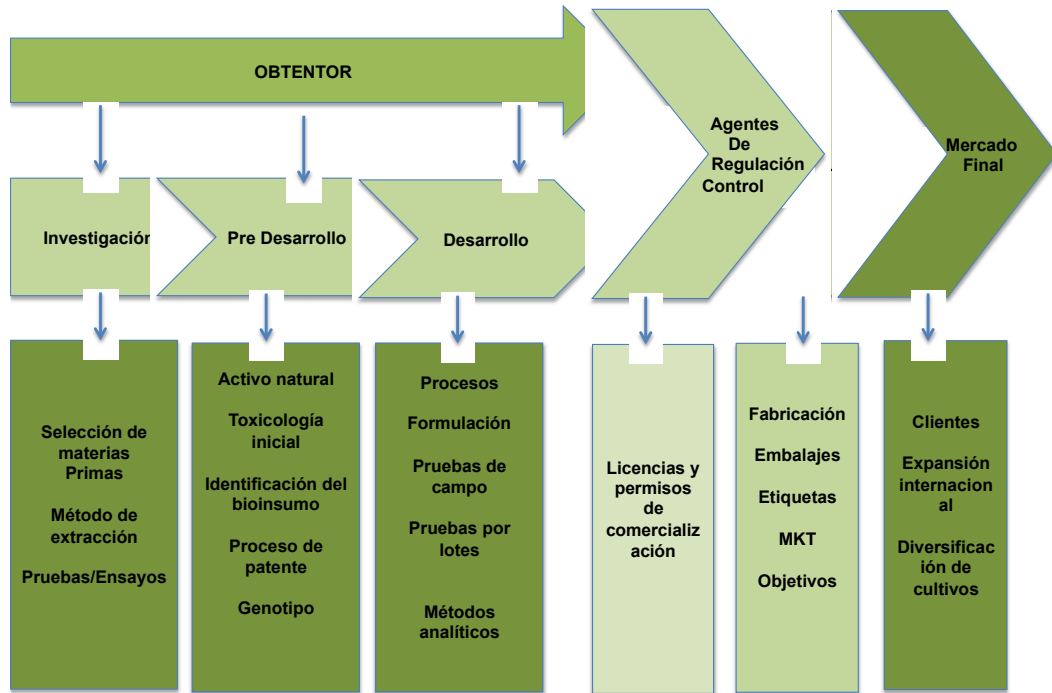 OBTENTOR
Agentes
De
Regulación
Control
Mercado
Final
Investigación
Pre Desarrollo
Desarrollo
Selección de
materias
Primas
Método de
extracción
Pruebas/Ensayos
Activo natural
Toxicología
inicial
Identificación del
bioinsumo
Proceso de
patente
Genotipo
Procesos
Formulación
Pruebas de
campo
Pruebas por
lotes
Métodos
analíticos
Licencias y
permisos
de
comercializ
ación
Fabricación
Embalajes
Etiquetas
MKT
Objetivos
Clientes
Expansión
internacion
al
Diversificac
ión de
cultivos